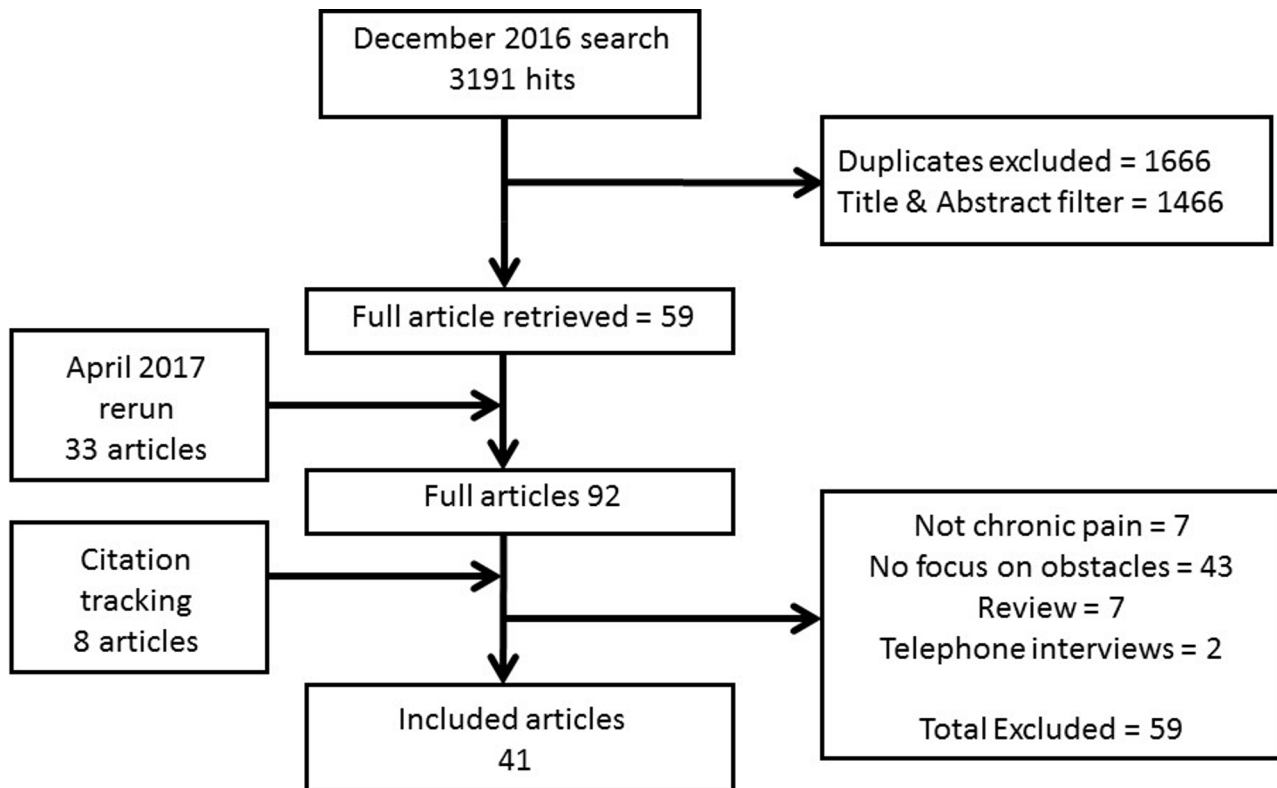 December 2016 search
3191 hits
Duplicates excluded = 1666
Title & Abstract filter = 1466
Full article retrieved = 59
April 2017
rerun
33 articles
Full articles 92
Citation
tracking
8 articles
Not chronic pain = 7
No focus on obstacles = 43
Review = 7
Telephone interviews = 2
Total Excluded = 59
Included articles
41